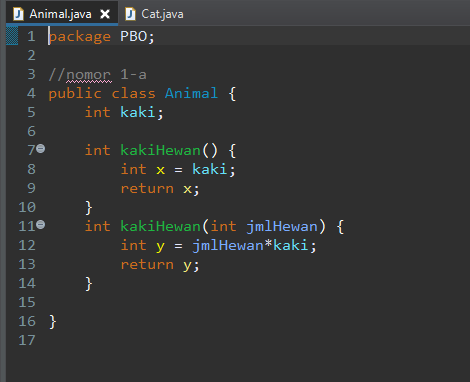 Animal.java Cat.java
1 package PBO;
2
3 //nomor 1-a
4 public class Animal {
5     int kaki;
6
7     int kakiHewan() {
8         int x = kaki;
9         return x;
10     }
11     int kakiHewan(int jmlHewan) {
12         int y = jmlHewan*kaki;
13         return y;
14     }
15
16 }
17